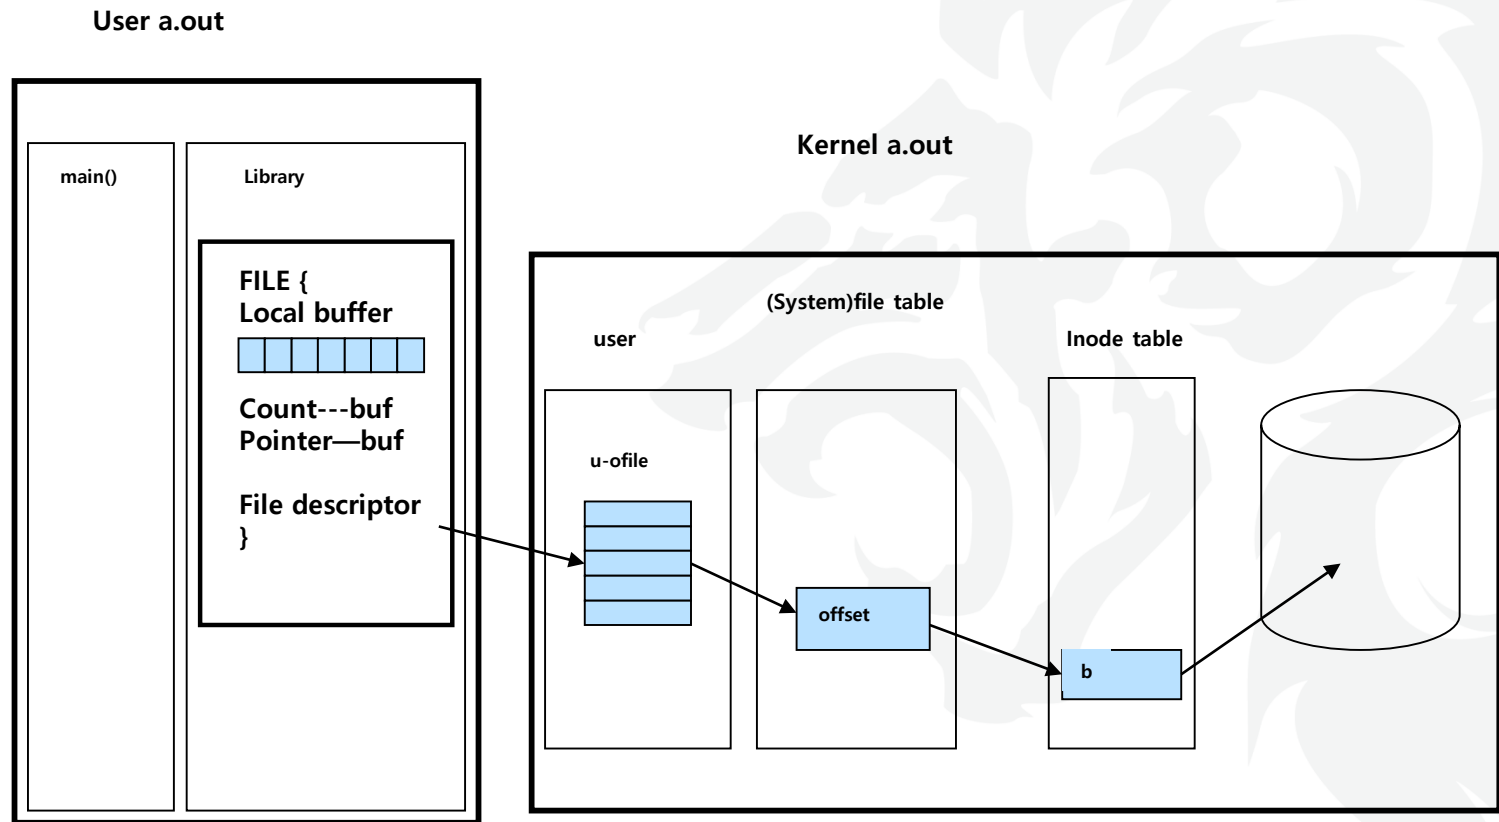 User a.out
main()
Library
FILE {
Local buffer
Count---buf
Pointer—buf
File descriptor
}
Kernel a.out
user
(System)file table
Inode table
u-ofile
offset
b